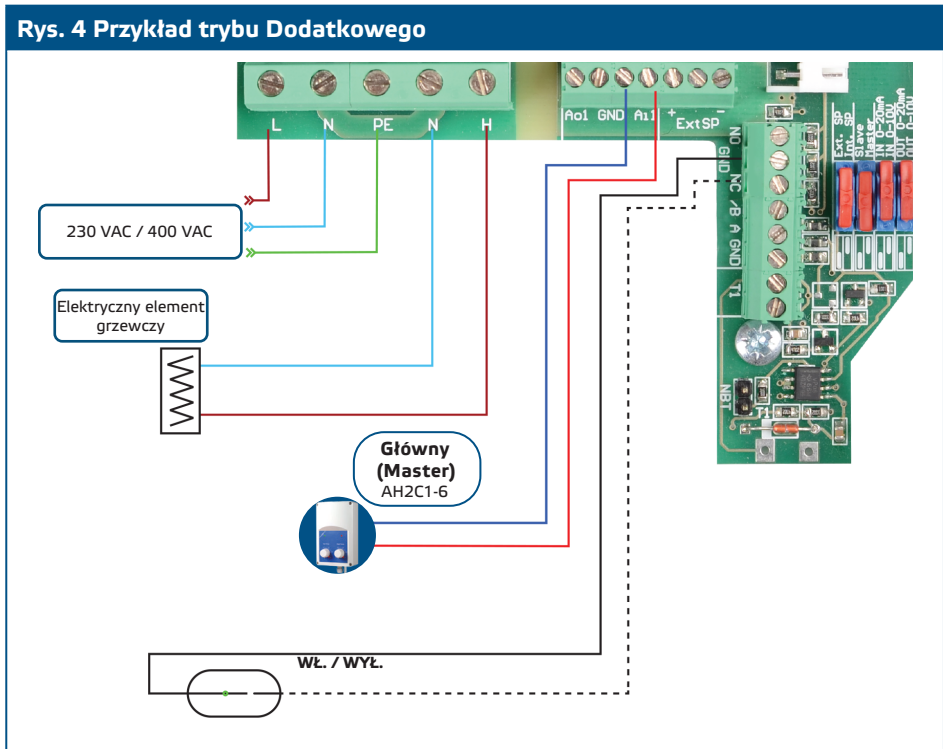 Rys. 4 Przykład trybu Dodatkowego
L N PE N H
Ao1 GND Ai1 + ExtSP -
NO
GND
NC
/B
A
GND
T1
Ext. SP
Int. SP
Slave
Master
IN 0-20mA
IN 0-10V
OUT 0-20mA
OUT 0-10V
230 VAC / 400 VAC
Elektryczny element
grzewczy
NBT
T1
Główny
(Master)
AH2C1-6
WŁ. / WYŁ.